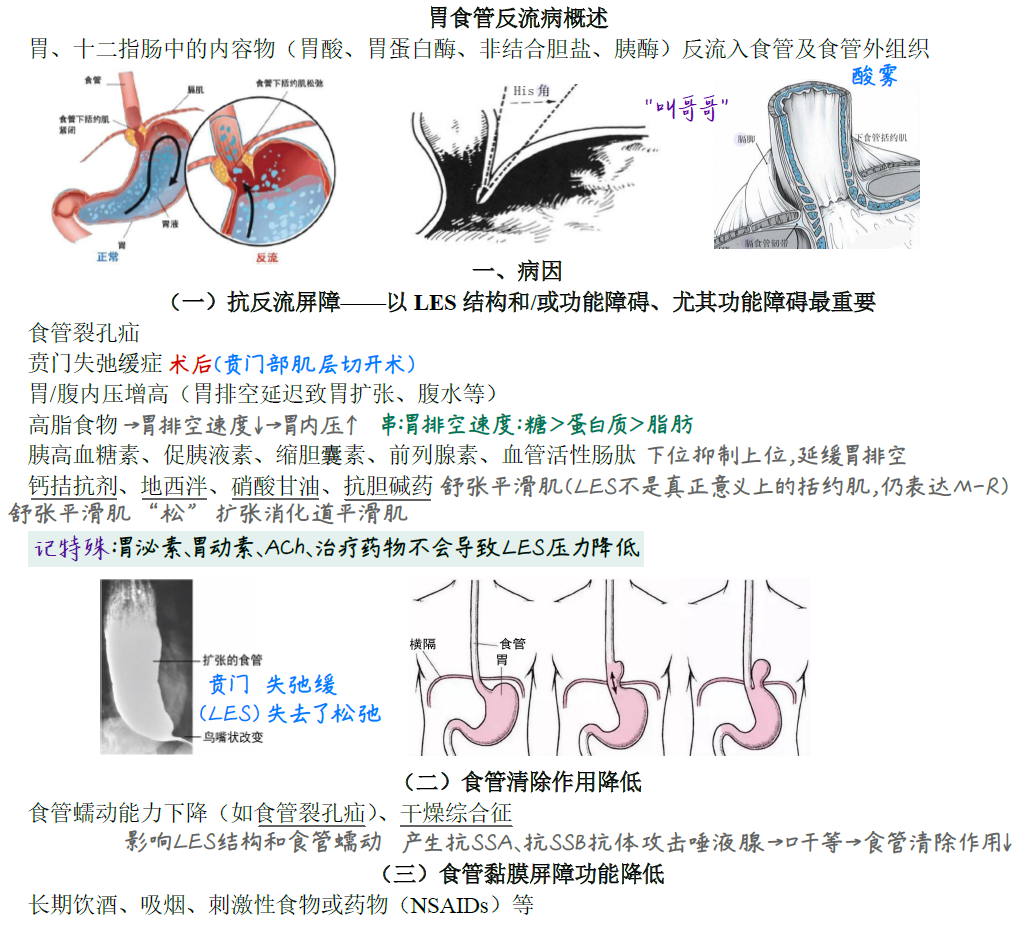 胃食管反流病概述
胃、十二指肠中的内容物（胃酸、胃蛋白酶、非结合胆盐、胰酶）反流入食管及食管外组织
食管
膈肌
食管下括约肌紧闭
胃液
胃
正常
食管下括约肌松弛
反流
His 角
"叫哥哥"
酸雾
膈脚
下食管括约肌
膈食管韧带
一、病因
（一）抗反流屏障——以 LES 结构和/或功能障碍、尤其功能障碍最重要
食管裂孔疝
贲门失弛缓症 术后(贲门部肌层切开术)
胃/腹内压增高（胃排空延迟致胃扩张、腹水等）
高脂食物→胃排空速度↓→胃内压↑ 串:胃排空速度:糖>蛋白质>脂肪
胰高血糖素、促胰液素、缩胆囊素、前列腺素、血管活性肠肽 下位抑制上位,延缓胃排空
钙拮抗剂、地西泮、硝酸甘油、抗胆碱药 舒张平滑肌(LES不是真正意义上的括约肌,仍表达M-R)
舒张平滑肌 “松” 扩张消化道平滑肌
记特殊:胃泌素、胃动素、ACh、治疗药物不会导致LES压力降低
扩张的食管
贲门 失弛缓
(LES) 失去了松弛
鸟嘴状改变
横隔
食管
胃
（二）食管清除作用降低
食管蠕动能力下降（如食管裂孔疝）、干燥综合征
影响LES结构和食管蠕动 产生抗SSA、抗SSB抗体攻击唾液腺→口干等→食管清除作用↓
（三）食管黏膜屏障功能降低
长期饮酒、吸烟、刺激性食物或药物（NSAIDs）等